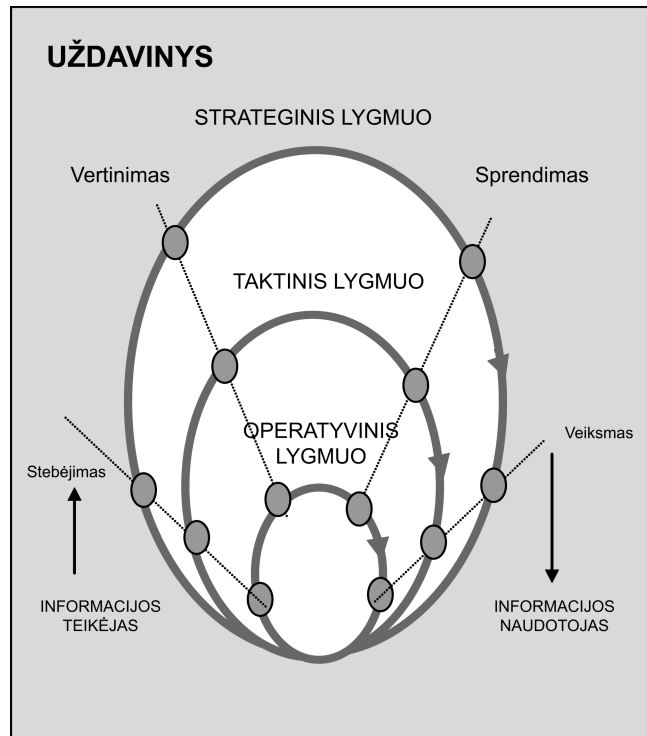 UŽDAVINYS
STRATEGINIS LYGMUO
Vertinimas
Sprendimas
TAKTINIS LYGMUO
OPERATYVINIS
LYGMUO
Veiksmas
Stebėjimas
INFORMACIJOS
TEIKĖJAS
INFORMACIJOS
NAUDOTOJAS